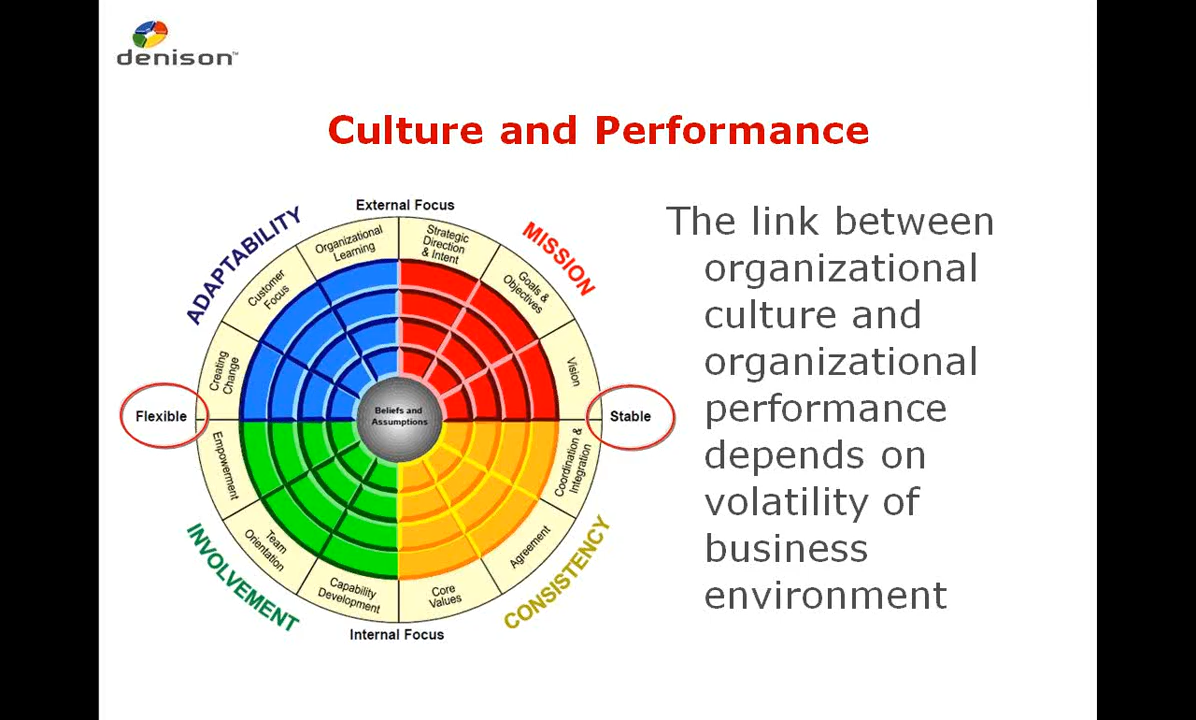 denison™
Culture and Performance
External Focus
ADAPTABILITY
MISSION
Organizational
Learning
Strategic
Direction
& Intent
Customer
Focus
Goals &
Objectives
Creating
Change
Vision
Flexible
Beliefs and
Assumptions
Stable
Empowerment
Coordination &
Integration
Team
Orientation
Agreement
Capability
Development
Core
Values
INVOLVEMENT
CONSISTENCY
Internal Focus
The link between
organizational
culture and
organizational
performance
depends on
volatility of
business
environment